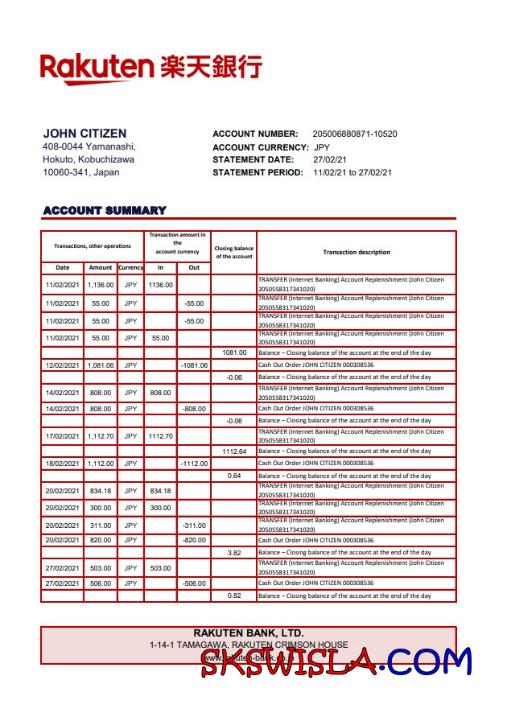 Rakuten 楽天銀行
JOHN CITIZEN
408-0044 Yamanashi,
Hokuto, Kobuchizawa
10060-341, Japan
ACCOUNT NUMBER: 205006880871-10520
ACCOUNT CURRENCY: JPY
STATEMENT DATE: 27/02/21
STATEMENT PERIOD: 11/02/21 to 27/02/21
ACCOUNT SUMMARY
Transactions, other operations
Transaction amount in
the
account currency
Closing balance
of the account
Transaction description
Date Amount Currency In Out
11/02/2021 1,136.00 JPY 1136.00 TRANSFER (Internet Banking) Account Replenishment (John Citizen
2050558317341020)
11/02/2021 55.00 JPY -55.00 TRANSFER (Internet Banking) Account Replenishment (John Citizen
2050558317341020)
11/02/2021 55.00 JPY -55.00 TRANSFER (Internet Banking) Account Replenishment (John Citizen
2050558317341020)
11/02/2021 55.00 JPY 55.00 TRANSFER (Internet Banking) Account Replenishment (John Citizen
2050558317341020)
1081.00 Balance – Closing balance of the account at the end of the day
12/02/2021 1,081.06 JPY -1081.06 Cash Out Order JOHN CITIZEN 000308536
-0.06 Balance – Closing balance of the account at the end of the day
14/02/2021 808.00 JPY 808.00 TRANSFER (Internet Banking) Account Replenishment (John Citizen
2050558317341020)
14/02/2021 808.00 JPY -808.00 Cash Out Order JOHN CITIZEN 000308536
-0.06 Balance – Closing balance of the account at the end of the day
17/02/2021 1,112.70 JPY 1112.70 TRANSFER (Internet Banking) Account Replenishment (John Citizen
2050558317341020)
1112.64 Balance – Closing balance of the account at the end of the day
18/02/2021 1,112.00 JPY -1112.00 Cash Out Order JOHN CITIZEN 000308536
0.64 Balance – Closing balance of the account at the end of the day
20/02/2021 834.18 JPY 834.18 TRANSFER (Internet Banking) Account Replenishment (John Citizen
2050558317341020)
20/02/2021 300.00 JPY 300.00 TRANSFER (Internet Banking) Account Replenishment (John Citizen
2050558317341020)
20/02/2021 311.00 JPY -311.00 TRANSFER (Internet Banking) Account Replenishment (John Citizen
2050558317341020)
20/02/2021 820.00 JPY -820.00 Cash Out Order JOHN CITIZEN 000308536
3.82 Balance – Closing balance of the account at the end of the day
27/02/2021 503.00 JPY 503.00 TRANSFER (Internet Banking) Account Replenishment (John Citizen
2050558317341020)
27/02/2021 506.00 JPY -506.00 Cash Out Order JOHN CITIZEN 000308536
0.82 Balance – Closing balance of the account at the end of the day
RAKUTEN BANK, LTD.
1-14-1 TAMAGAWA, RAKUTEN CRIMSON HOUSE
SKSWISLA.COM